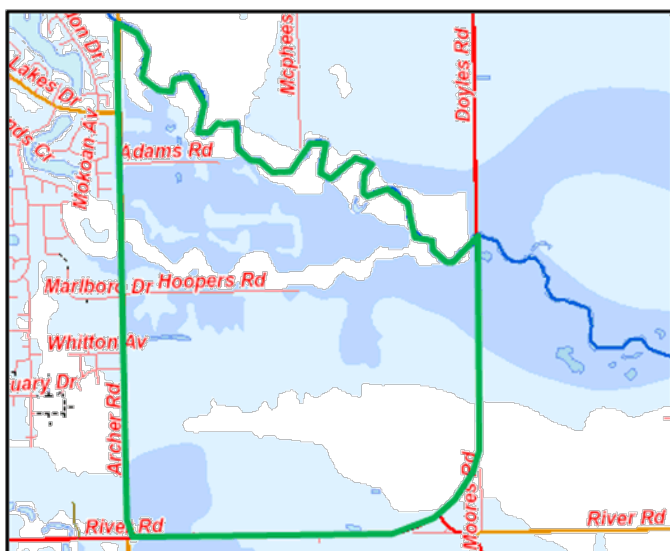 Mcphees
Doyles Rd
Lakes Dr
Mokoan Av
Adams Rd
Marlboro Dr
Hoopers Rd
Whitton Av
uary Dr
Archer Rd
Moores Rd
River Rd
River Rd